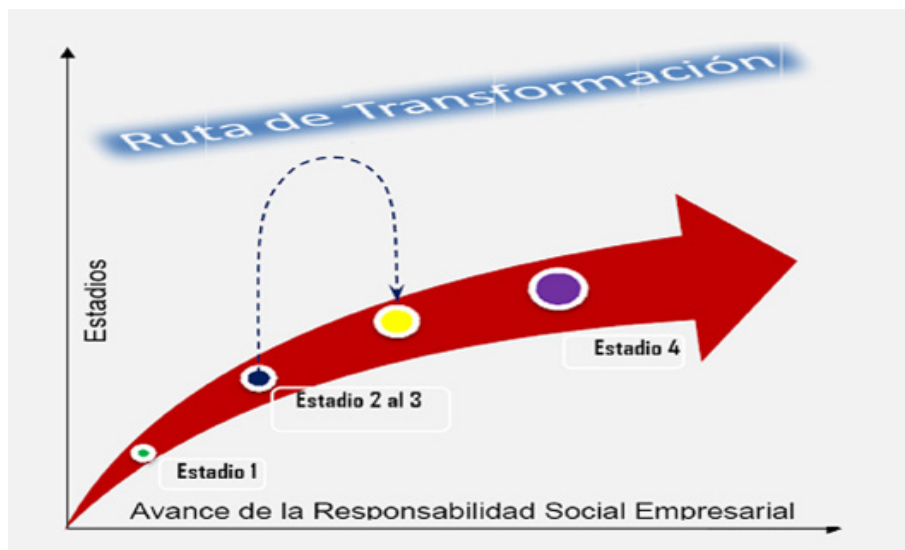 Ruta de Transformación
Estadios
Estadio 4
Estadio 2 al 3
Estadio 1
Avance de la Responsabilidad Social Empresarial